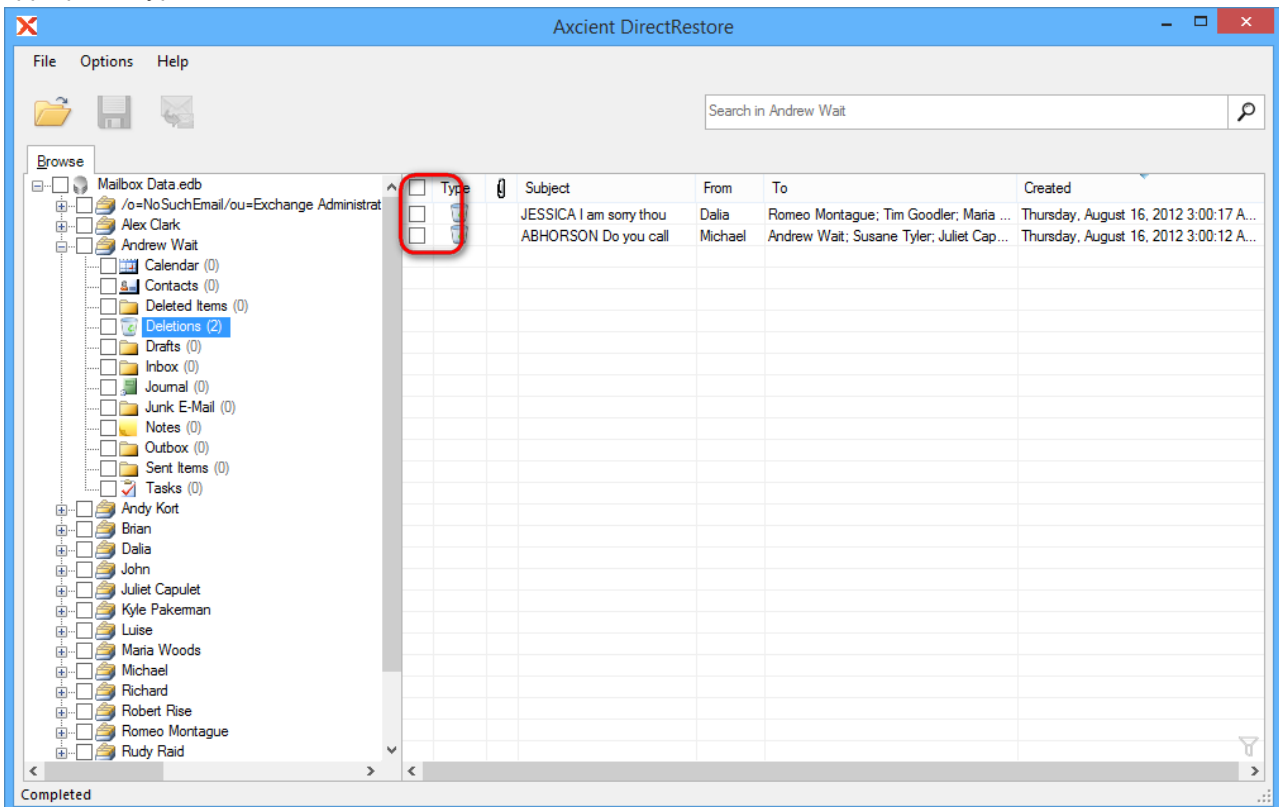 Axcient DirectRestore
File Options Help
Search in Andrew Wait
Browse
Mailbox Data.edb
/o=NoSuchEmail/ou=Exchange Administrat
Alex Clark
Andrew Wait
Calendar (0)
Contacts (0)
Deleted Items (0)
Deletions (2)
Drafts (0)
Inbox (0)
Journal (0)
Junk E-Mail (0)
Notes (0)
Outbox (0)
Sent Items (0)
Tasks (0)
Andy Kort
Brian
Dalia
John
Juliet Capulet
Kyle Pakerman
Luise
Maria Woods
Michael
Richard
Robert Rise
Romeo Montague
Rudy Raid
Type Subject From To Created
JESSICA I am sorry thou Dalia Romeo Montague; Tim Goodler; Maria ... Thursday, August 16, 2012 3:00:17 A...
ABHORSON Do you call Michael Andrew Wait; Susane Tyler; Juliet Cap... Thursday, August 16, 2012 3:00:12 A...
Completed